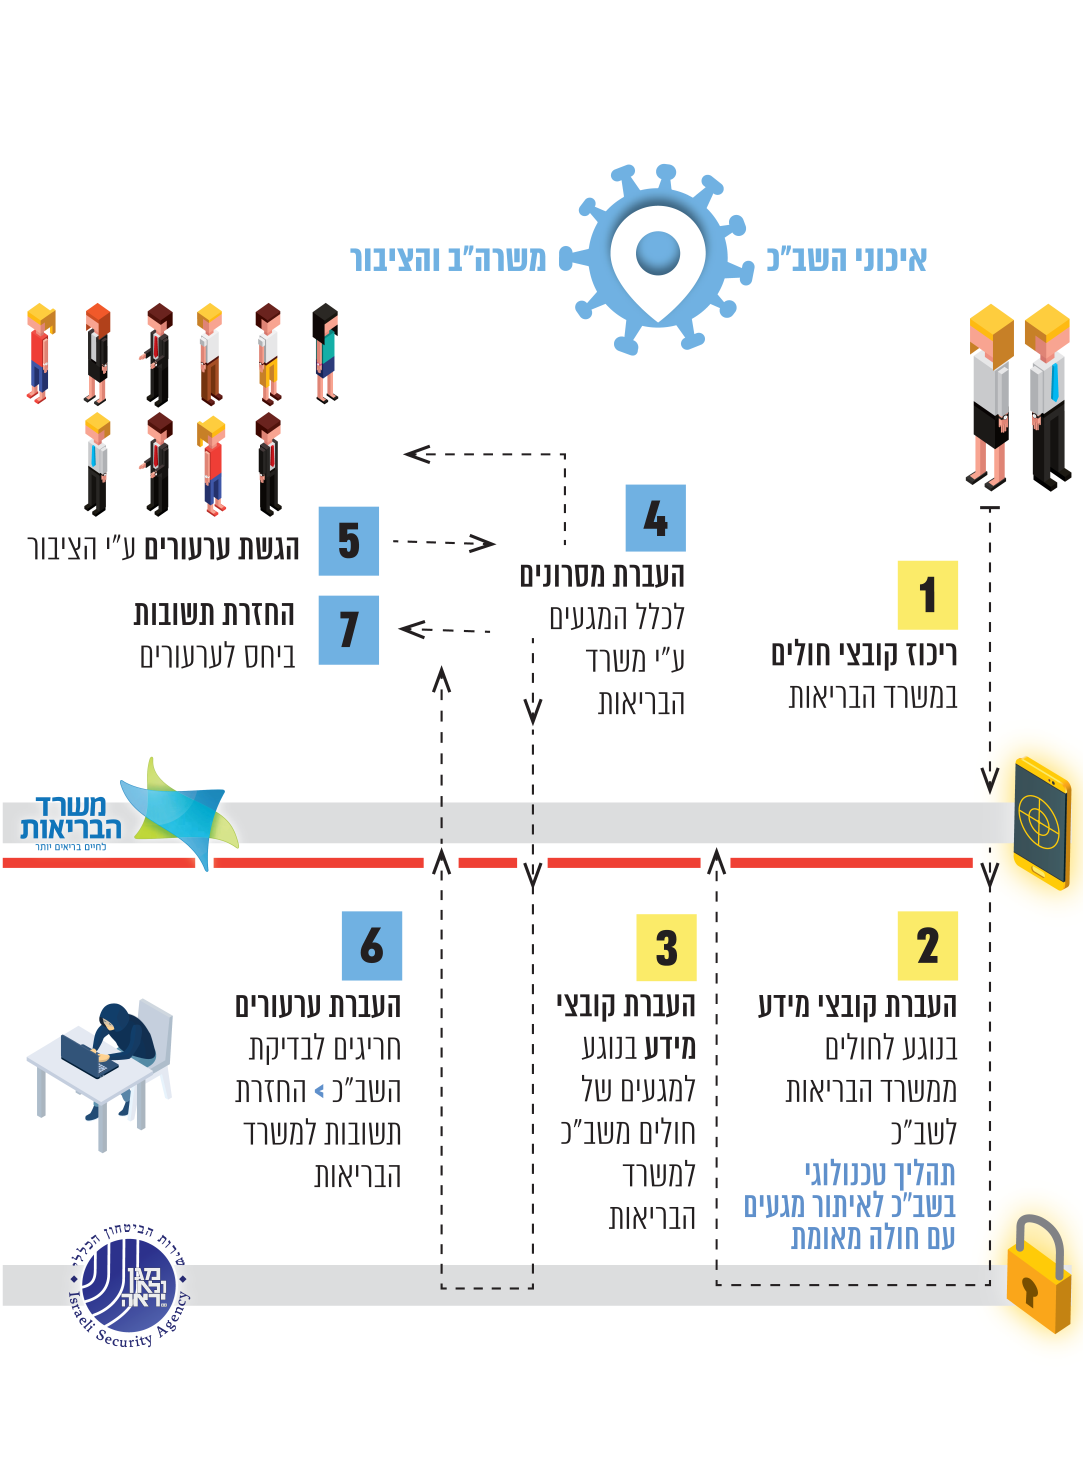 איכוני השב"כ משרה"ב והציבור
1
ריכוז קובצי חולים
במשרד הבריאות
4
העברת מסרונים
לכלל המגעים
ע"י משרד
הבריאות
5
הגשת ערעורים ע"י הציבור
7
החזרת תשובות
ביחס לערעורים
משרד
הבריאות
לחיים בריאים יותר
2
העברת קובצי מידע
בנוגע לחולים
ממשרד הבריאות
לשב"כ
תהליך טכנולוגי
בשב"כ לאיתור מגעים
עם חולה מאומת
3
העברת קובצי
מידע בנוגע
למגעים של
חולים משב"כ
למשרד
הבריאות
6
העברת ערעורים
חריגים לבדיקת
השב"כ > החזרת
תשובות למשרד
הבריאות
שירות הביטחון הכללי
מגן
ולא
יראה
Israeli Security Agency